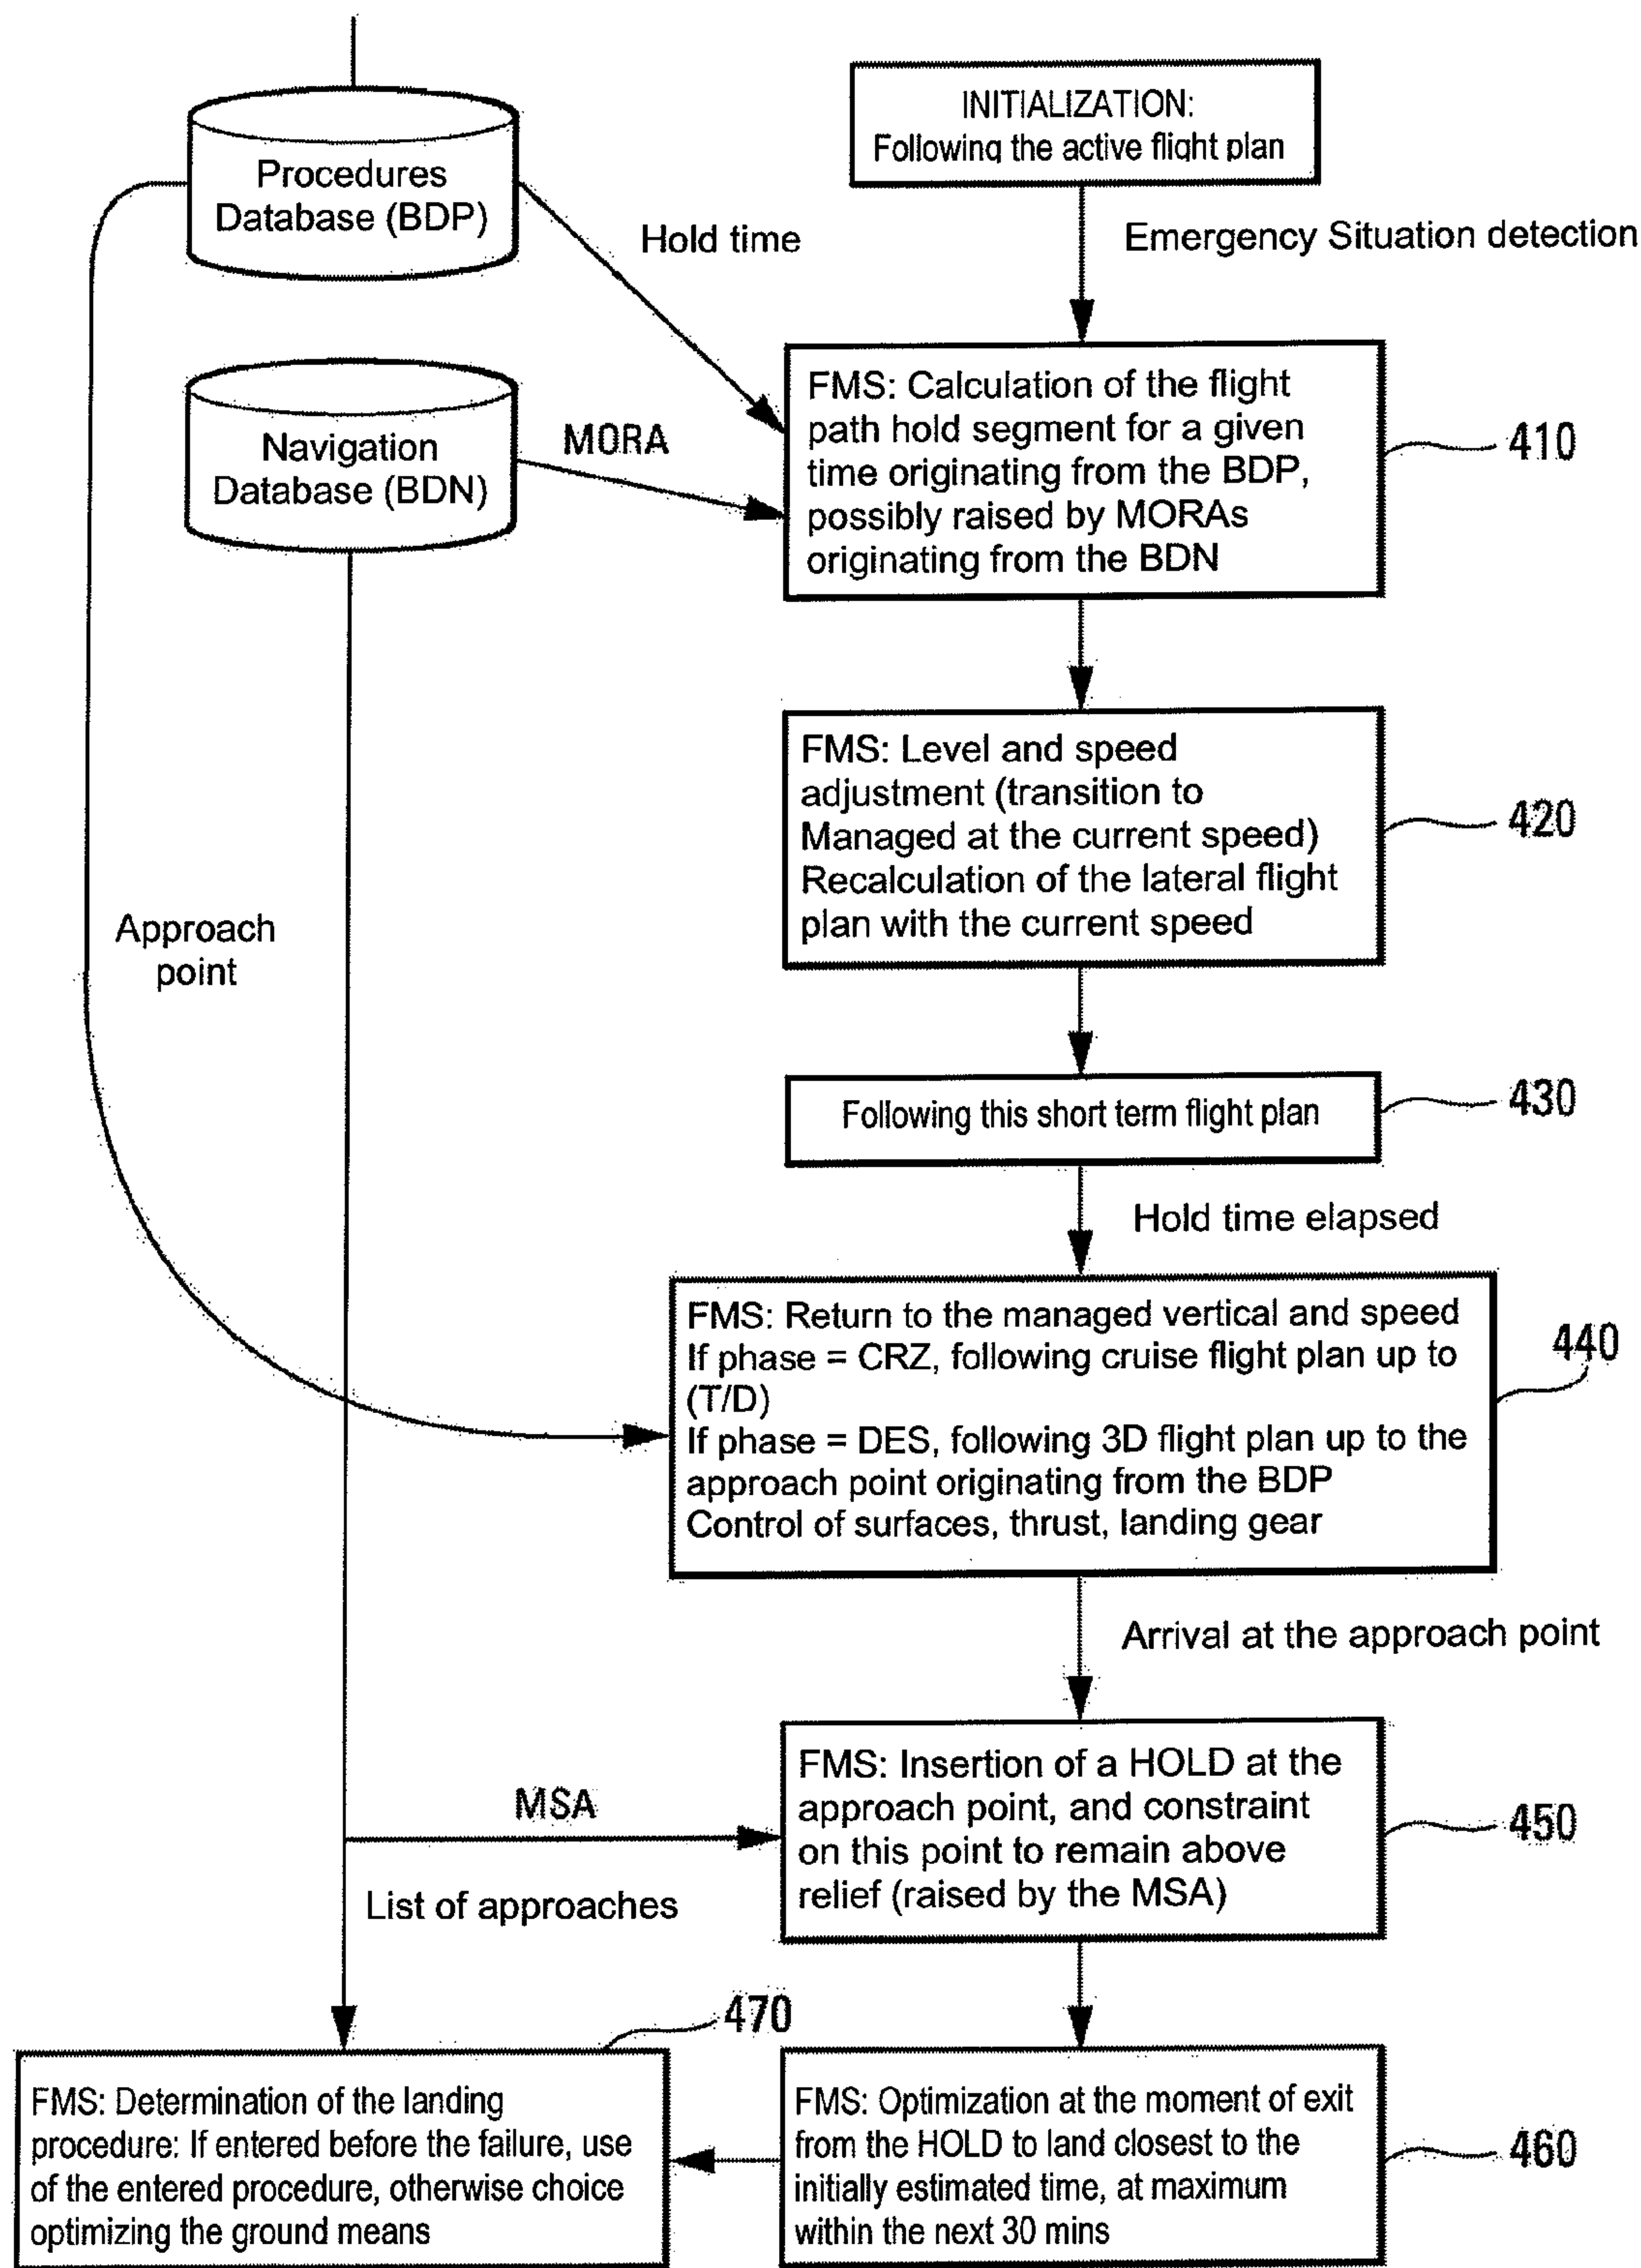 INITIALIZATION:
Following the active flight plan
Procedures
Database (BDP)
Hold time
Emergency Situation detection
Navigation
Database (BDN)
MORA
FMS: Calculation of the flight
path hold segment for a given
time originating from the BDP,
possibly raised by MORAs
originating from the BDN
410
FMS: Level and speed
adjustment (transition to
Managed at the current speed)
Recalculation of the lateral flight
plan with the current speed
420
Approach
point
Following this short term flight plan
430
Hold time elapsed
FMS: Return to the managed vertical and speed
If phase = CRZ, following cruise flight plan up to
(T/D)
If phase = DES, following 3D flight plan up to the
approach point originating from the BDP
Control of surfaces, thrust, landing gear
440
Arrival at the approach point
FMS: Insertion of a HOLD at the
approach point, and constraint
on this point to remain above
relief (raised by the MSA)
450
MSA
List of approaches
470
FMS: Determination of the landing
procedure: If entered before the failure, use
of the entered procedure, otherwise choice
optimizing the ground means
FMS: Optimization at the moment of exit
from the HOLD to land closest to the
initially estimated time, at maximum
within the next 30 mins
460